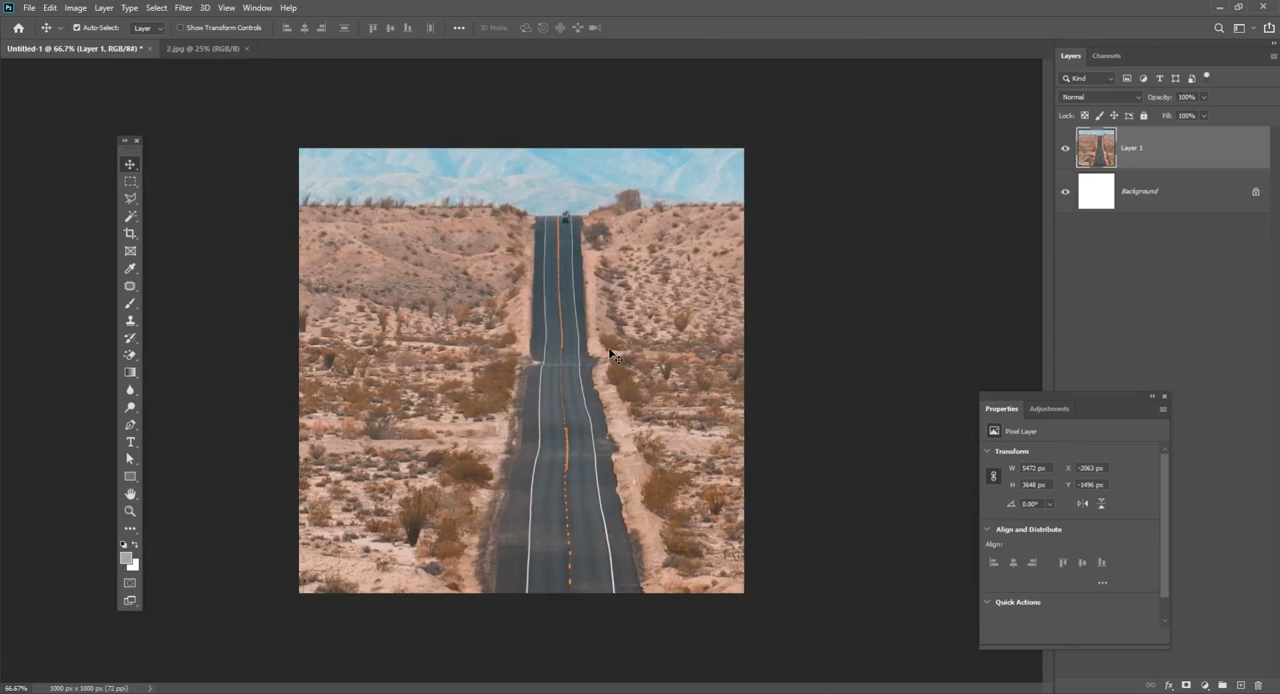 Ps File Edit Image Layer Type Select Filter 3D View Window Help
Auto-Select: Layer Show Transform Controls 3D Mode:
Untitled-1 @ 66.7% (Layer 1, RGB/8#) * × 2.jpg @ 25% (RGB/8) ×
Layers Channels
Kind
Normal Opacity: 100%
Lock: Fill: 100%
Layer 1
Background
Properties Adjustments
Pixel Layer
Transform
W 5472 px X -2063 px
H 3648 px Y -1496 px
0.00°
Align and Distribute
Align:
Quick Actions
66.67% 1000 px x 1000 px (72 ppi)